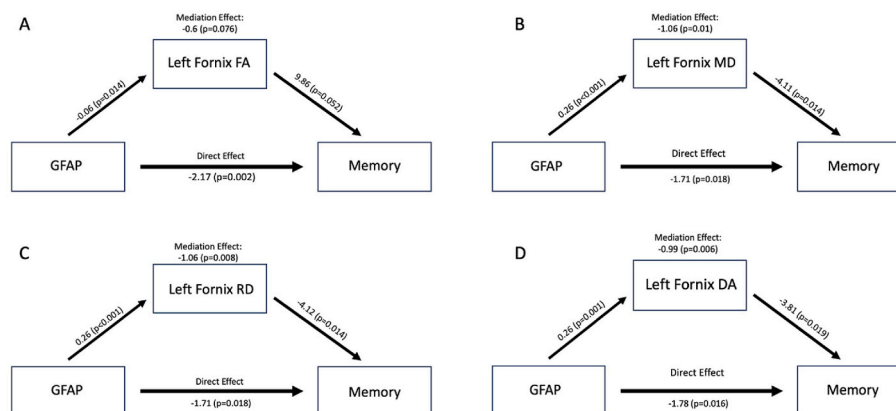 A
Mediation Effect:
-0.6 (p=0.076)
Left Fornix FA
-0.06 (p=0.014)
9.86 (p=0.052)
GFAP
Direct Effect
-2.17 (p=0.002)
Memory
B
Mediation Effect:
-1.06 (p=0.01)
Left Fornix MD
0.26 (p<0.001)
-4.11 (p=0.014)
GFAP
Direct Effect
-1.71 (p=0.018)
Memory
C
Mediation Effect:
-1.06 (p=0.008)
Left Fornix RD
0.26 (p<0.001)
-4.12 (p=0.014)
GFAP
Direct Effect
-1.71 (p=0.018)
Memory
D
Mediation Effect:
-0.99 (p=0.006)
Left Fornix DA
0.26 (p=0.001)
-3.81 (p=0.019)
GFAP
Direct Effect
-1.78 (p=0.016)
Memory